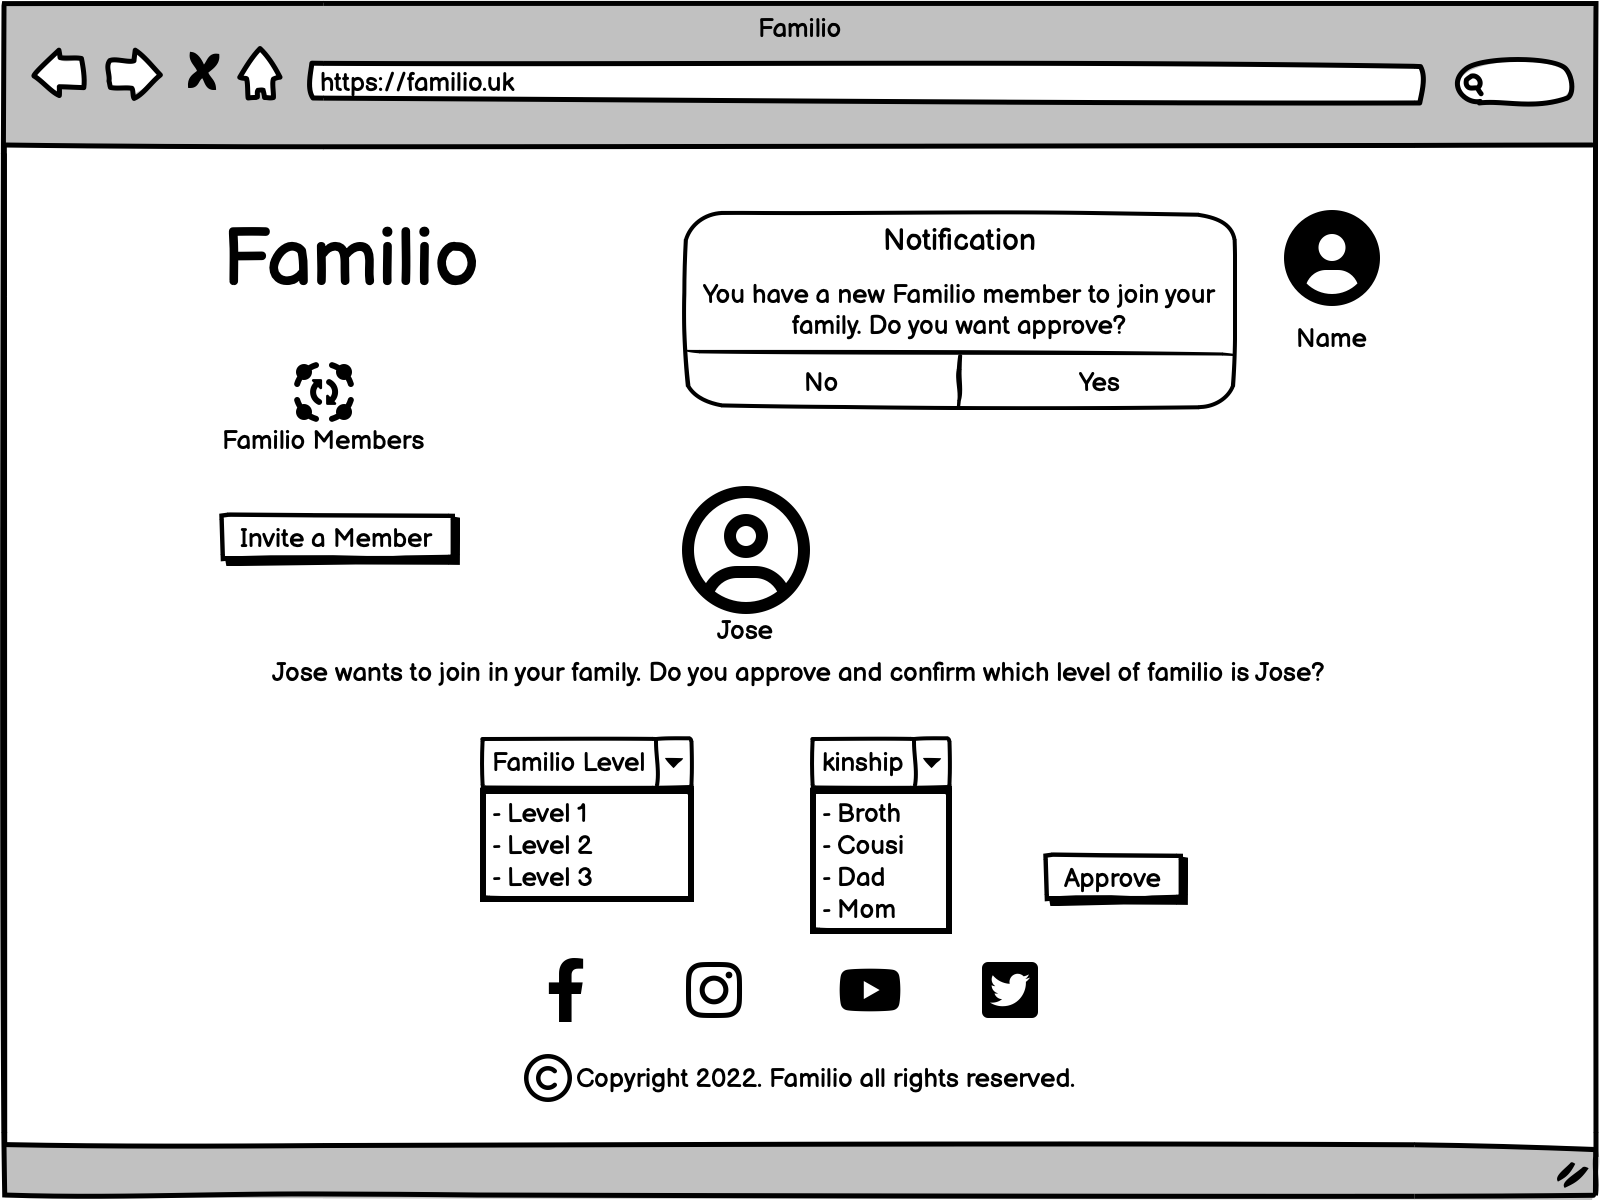 Familio
https://familio.uk
Familio
Notification
You have a new Familio member to join your
family. Do you want approve?
No
Yes
Name
Familio Members
Invite a Member
Jose
Jose wants to join in your family. Do you approve and confirm which level of familio is Jose?
Familio Level
- Level 1
- Level 2
- Level 3
kinship
- Broth
- Cousi
- Dad
- Mom
Approve
© Copyright 2022. Familio all rights reserved.